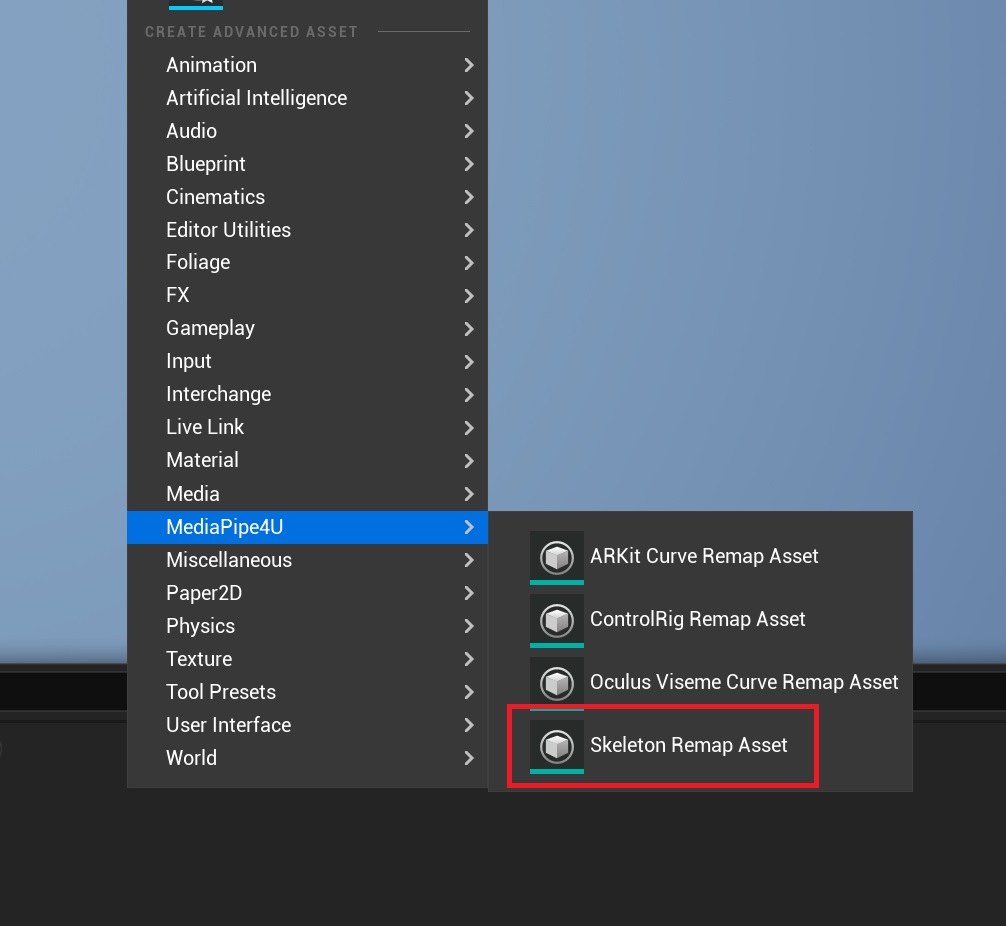 CREATE ADVANCED ASSET
Animation
Artificial Intelligence
Audio
Blueprint
Cinematics
Editor Utilities
Foliage
FX
Gameplay
Input
Interchange
Live Link
Material
Media
MediaPipe4U
Miscellaneous
Paper2D
Physics
Texture
Tool Presets
User Interface
World
ARKit Curve Remap Asset
ControlRig Remap Asset
Oculus Viseme Curve Remap Asset
Skeleton Remap Asset